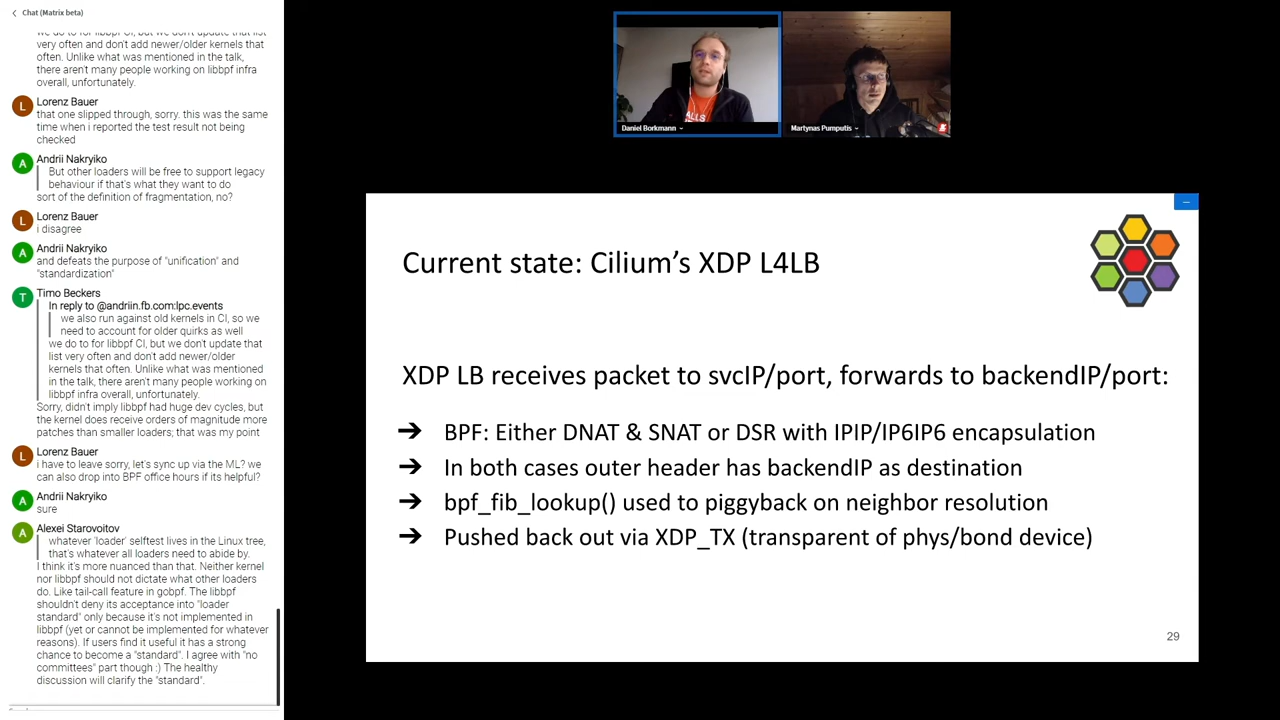 Chat (Matrix beta)
we do to for libbpf CI, but we don't update that list
very often and don't add newer/older kernels that
often. Unlike what was mentioned in the talk,
there aren't many people working on libbpf infra
overall, unfortunately.
L
Lorenz Bauer
that one slipped through, sorry. this was the same
time when i reported the test result not being
checked
A
Andrii Nakryiko
But other loaders will be free to support legacy
behaviour if that's what they want to do
sort of the definition of fragmentation, no?
L
Lorenz Bauer
i disagree
A
Andrii Nakryiko
and defeats the purpose of "unification" and
"standardization"
T
Timo Beckers
In reply to @andriin.fb.com:lpc.events
we also run against old kernels in CI, so we
need to account for older quirks as well
we do to for libbpf CI, but we don't update that
list very often and don't add newer/older
kernels that often. Unlike what was mentioned
in the talk, there aren't many people working on
libbpf infra overall, unfortunately.
Sorry, didn't imply libbpf had huge dev cycles, but
the kernel does receive orders of magnitude more
patches than smaller loaders; that was my point
L
Lorenz Bauer
i have to leave sorry, let's sync up via the ML? we
can also drop into BPF office hours if its helpful?
A
Andrii Nakryiko
sure
A
Alexei Starovoitov
whatever 'loader' selftest lives in the Linux tree,
that's whatever all loaders need to abide by.
I think it's more nuanced than that. Neither kernel
nor libbpf should not dictate what other loaders
do. Like tail-call feature in gobpf. The libbpf
shouldn't deny its acceptance into "loader
standard" only because it's not implemented in
libbpf (yet or cannot be implemented for whatever
reasons). If users find it useful it has a strong
chance to become a "standard". I agree with "no
committees" part though :) The healthy
discussion will clarify the "standard".
Daniel Borkmann
Martynas Pumputis
Current state: Cilium's XDP L4LB
XDP LB receives packet to svcIP/port, forwards to backendIP/port:
➔ BPF: Either DNAT & SNAT or DSR with IPIP/IP6IP6 encapsulation
➔ In both cases outer header has backendIP as destination
➔ bpf_fib_lookup() used to piggyback on neighbor resolution
➔ Pushed back out via XDP_TX (transparent of phys/bond device)
29